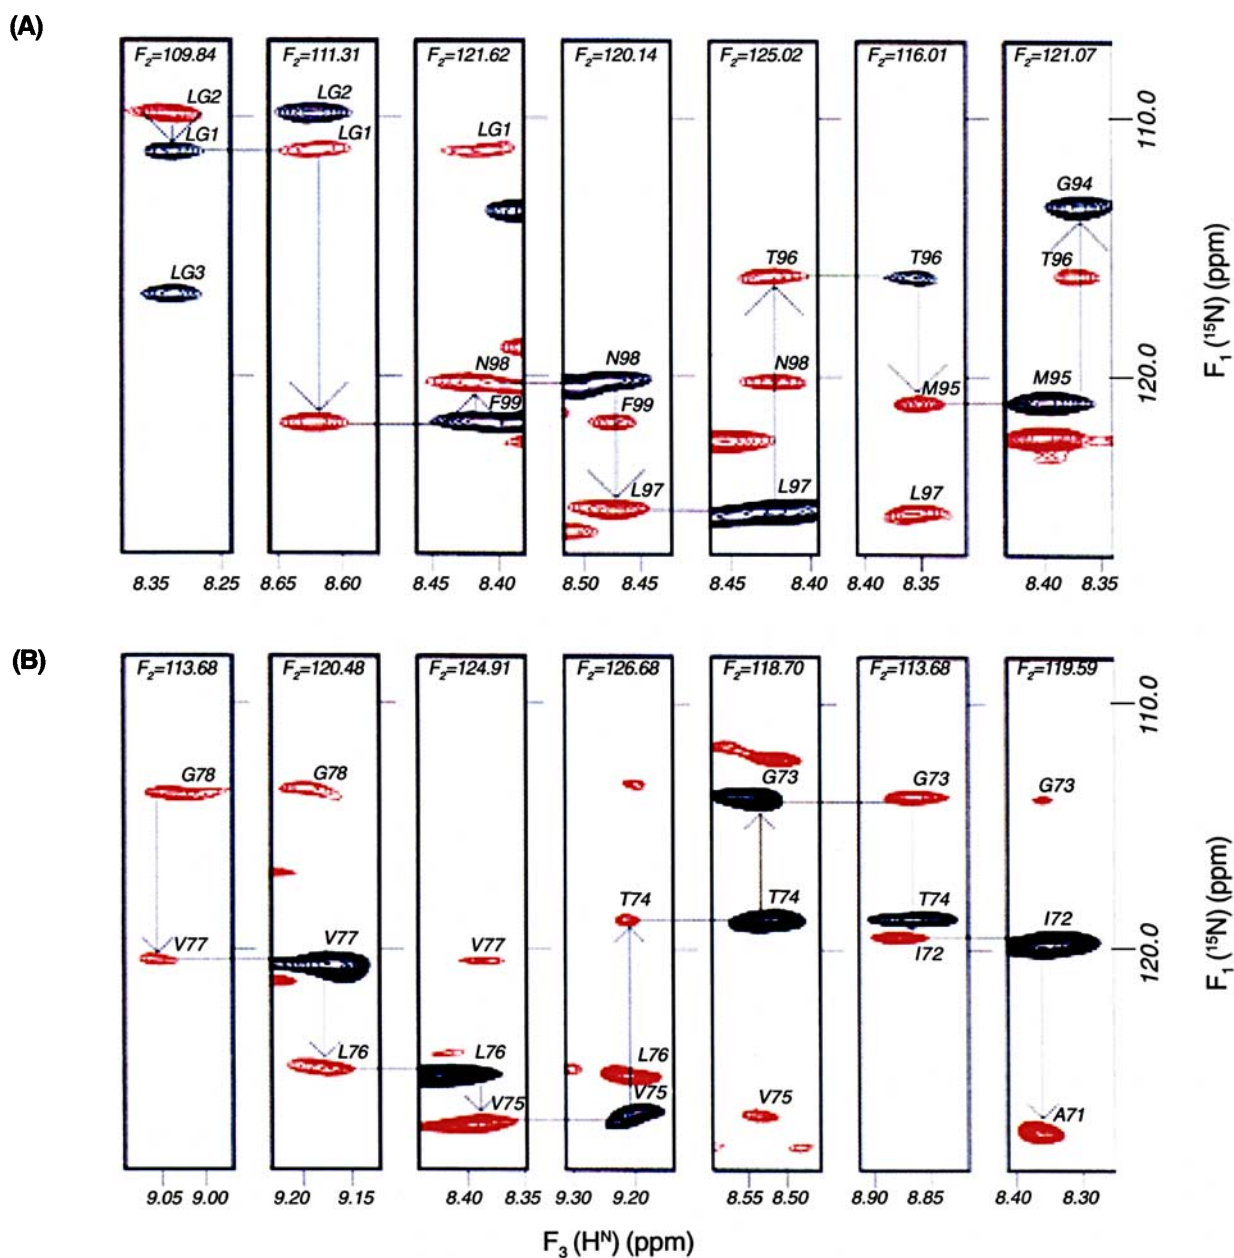 (A)
F2=109.84 F2=111.31 F2=121.62 F2=120.14 F2=125.02 F2=116.01 F2=121.07
LG2 LG2
LG1 LG1 LG1
LG3
G94
T96 T96 T96
N98 N98 N98
F99 F99
M95 M95
L97 L97 L97
110.0
120.0
F1 (15N) (ppm)
8.35 8.25 8.65 8.60 8.45 8.40 8.50 8.45 8.45 8.40 8.40 8.35 8.40 8.35
(B)
F2=113.68 F2=120.48 F2=124.91 F2=126.68 F2=118.70 F2=113.68 F2=119.59
G78 G78 G73 G73 G73
T74 T74 T74
V77 V77 V77 I72 I72
L76 L76 L76
V75 V75 V75 A71
110.0
120.0
F1 (15N) (ppm)
9.05 9.00 9.20 9.15 8.40 8.35 9.30 9.20 8.55 8.50 8.90 8.85 8.40 8.30
F3 (HN) (ppm)